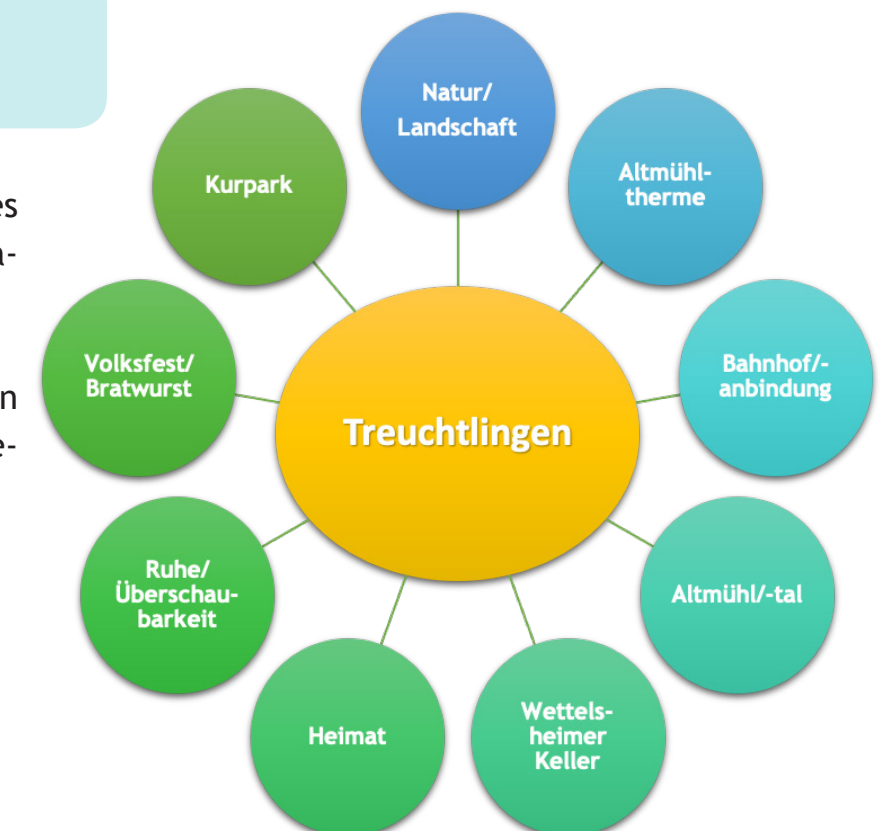 es
a-
n
e-
Natur/
Landschaft
Altmühl-
therme
Bahnhof/-
anbindung
Altmühl/-tal
Wettels-
heimer
Keller
Heimat
Ruhe/
Überschau-
barkeit
Volksfest/
Bratwurst
Kurpark
Treuchtlingen